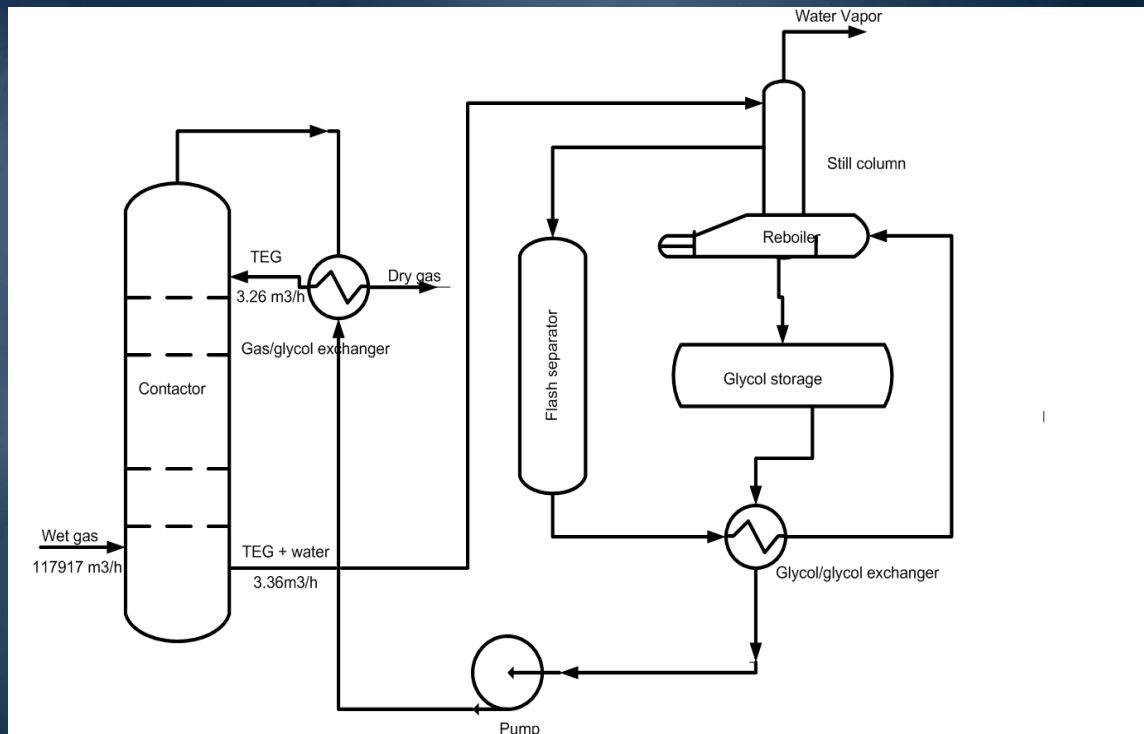 Water Vapor
Still column
Reboiler
TEG
3.26 m3/h
Dry gas
Gas/glycol exchanger
Contactor
Flash separator
Glycol storage
Wet gas
117917 m3/h
TEG + water
3.36m3/h
Glycol/glycol exchanger
Pump